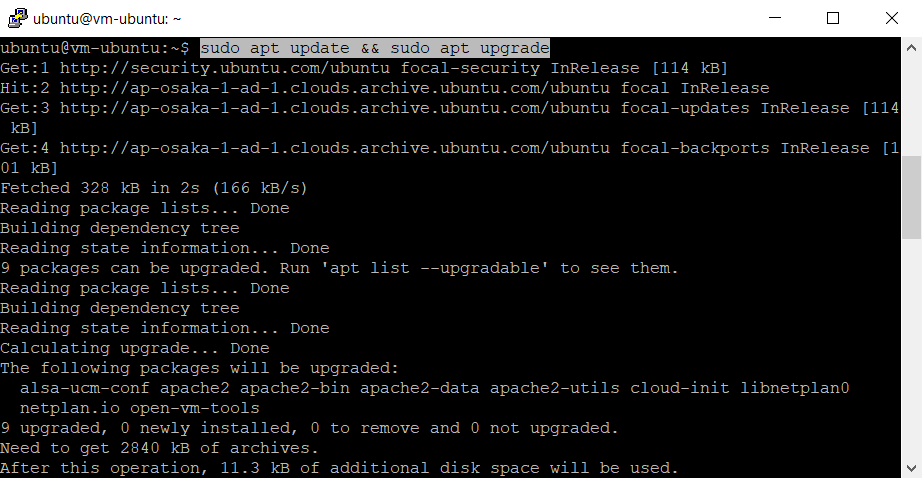 ubuntu@vm-ubuntu: ~
ubuntu@vm-ubuntu:~$ sudo apt update && sudo apt upgrade
Get:1 http://security.ubuntu.com/ubuntu focal-security InRelease [114 kB]
Hit:2 http://ap-osaka-1-ad-1.clouds.archive.ubuntu.com/ubuntu focal InRelease
Get:3 http://ap-osaka-1-ad-1.clouds.archive.ubuntu.com/ubuntu focal-updates InRelease [114
 kB]
Get:4 http://ap-osaka-1-ad-1.clouds.archive.ubuntu.com/ubuntu focal-backports InRelease [1
01 kB]
Fetched 328 kB in 2s (166 kB/s)
Reading package lists... Done
Building dependency tree
Reading state information... Done
9 packages can be upgraded. Run 'apt list --upgradable' to see them.
Reading package lists... Done
Building dependency tree
Reading state information... Done
Calculating upgrade... Done
The following packages will be upgraded:
  alsa-ucm-conf apache2 apache2-bin apache2-data apache2-utils cloud-init libnetplan0
  netplan.io open-vm-tools
9 upgraded, 0 newly installed, 0 to remove and 0 not upgraded.
Need to get 2840 kB of archives.
After this operation, 11.3 kB of additional disk space will be used.